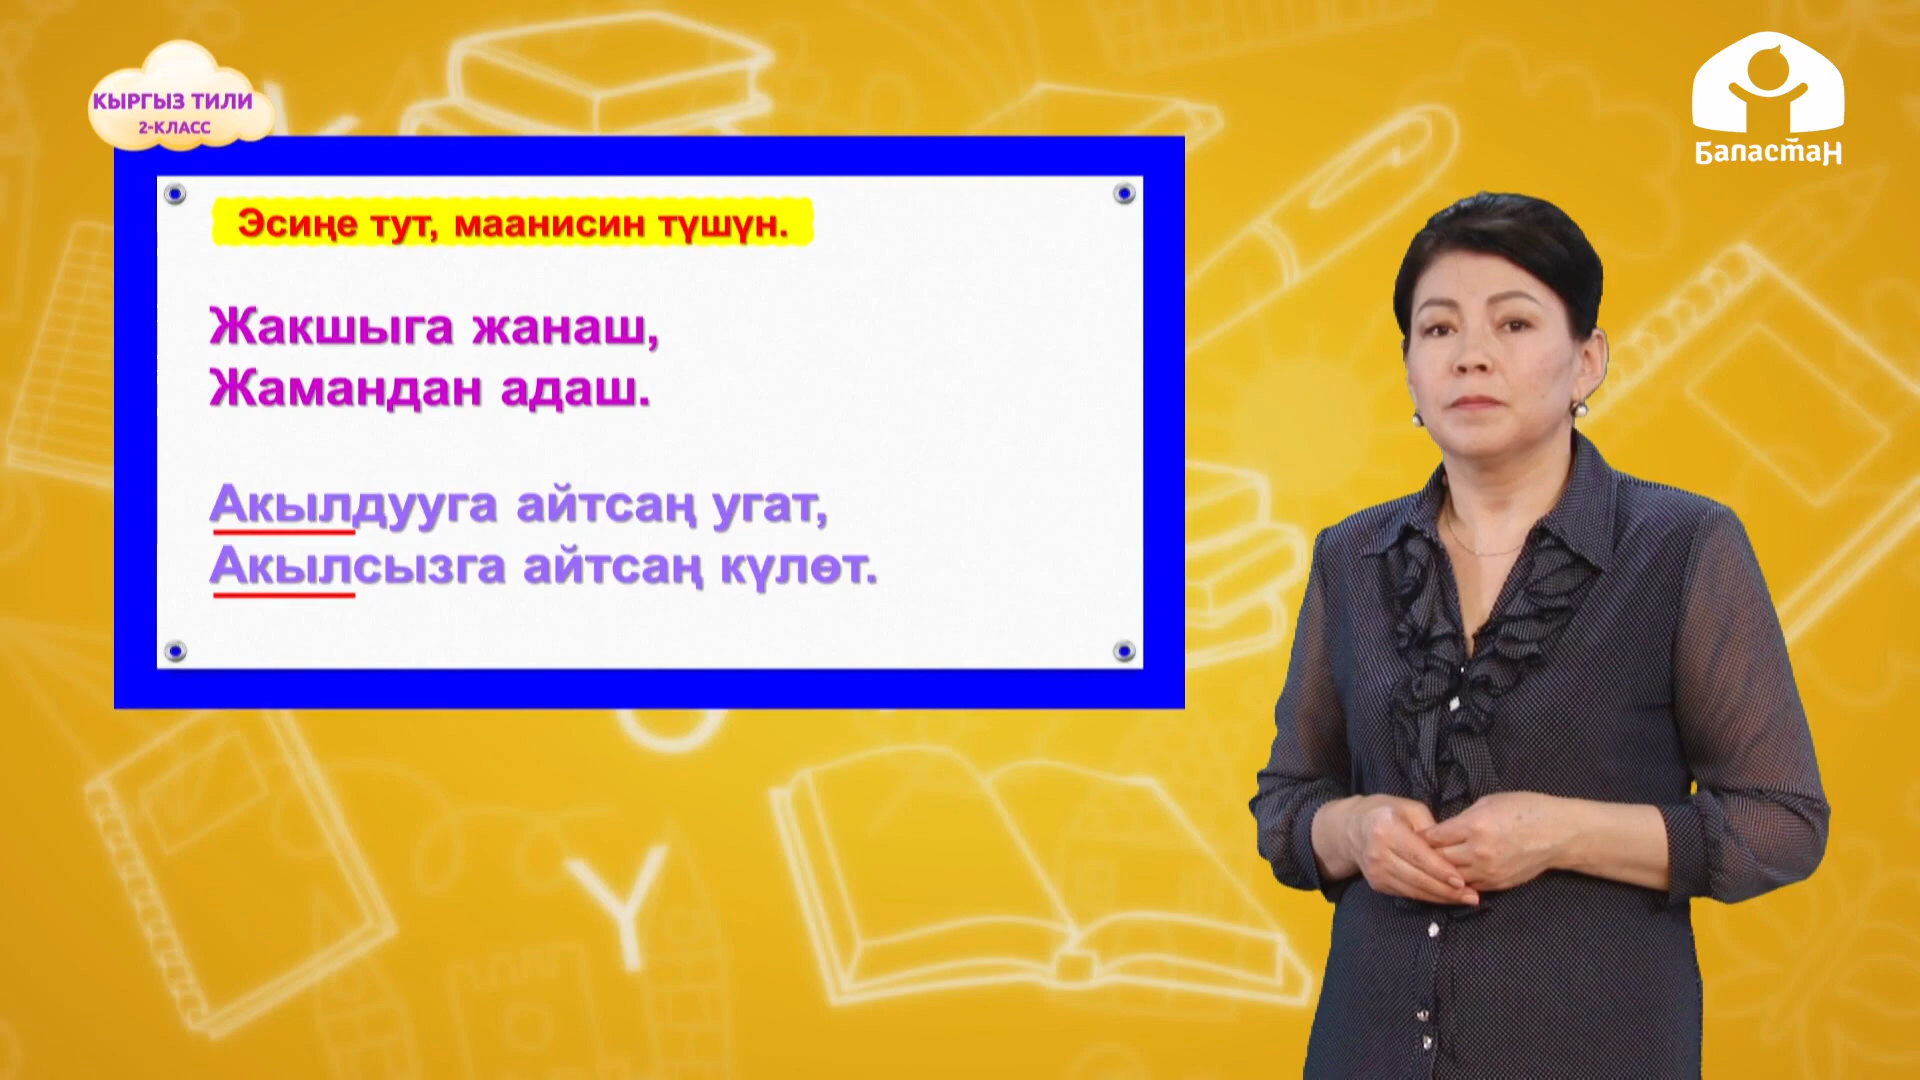 КЫРГЫЗ ТИЛИ
2-КЛАСС
Баластан
Эсиңе тут, маанисин түшүн.
Жакшыга жанаш,
Жамандан адаш.
Акылдууга айтсаң угат,
Акылсызга айтсаң күлөт.